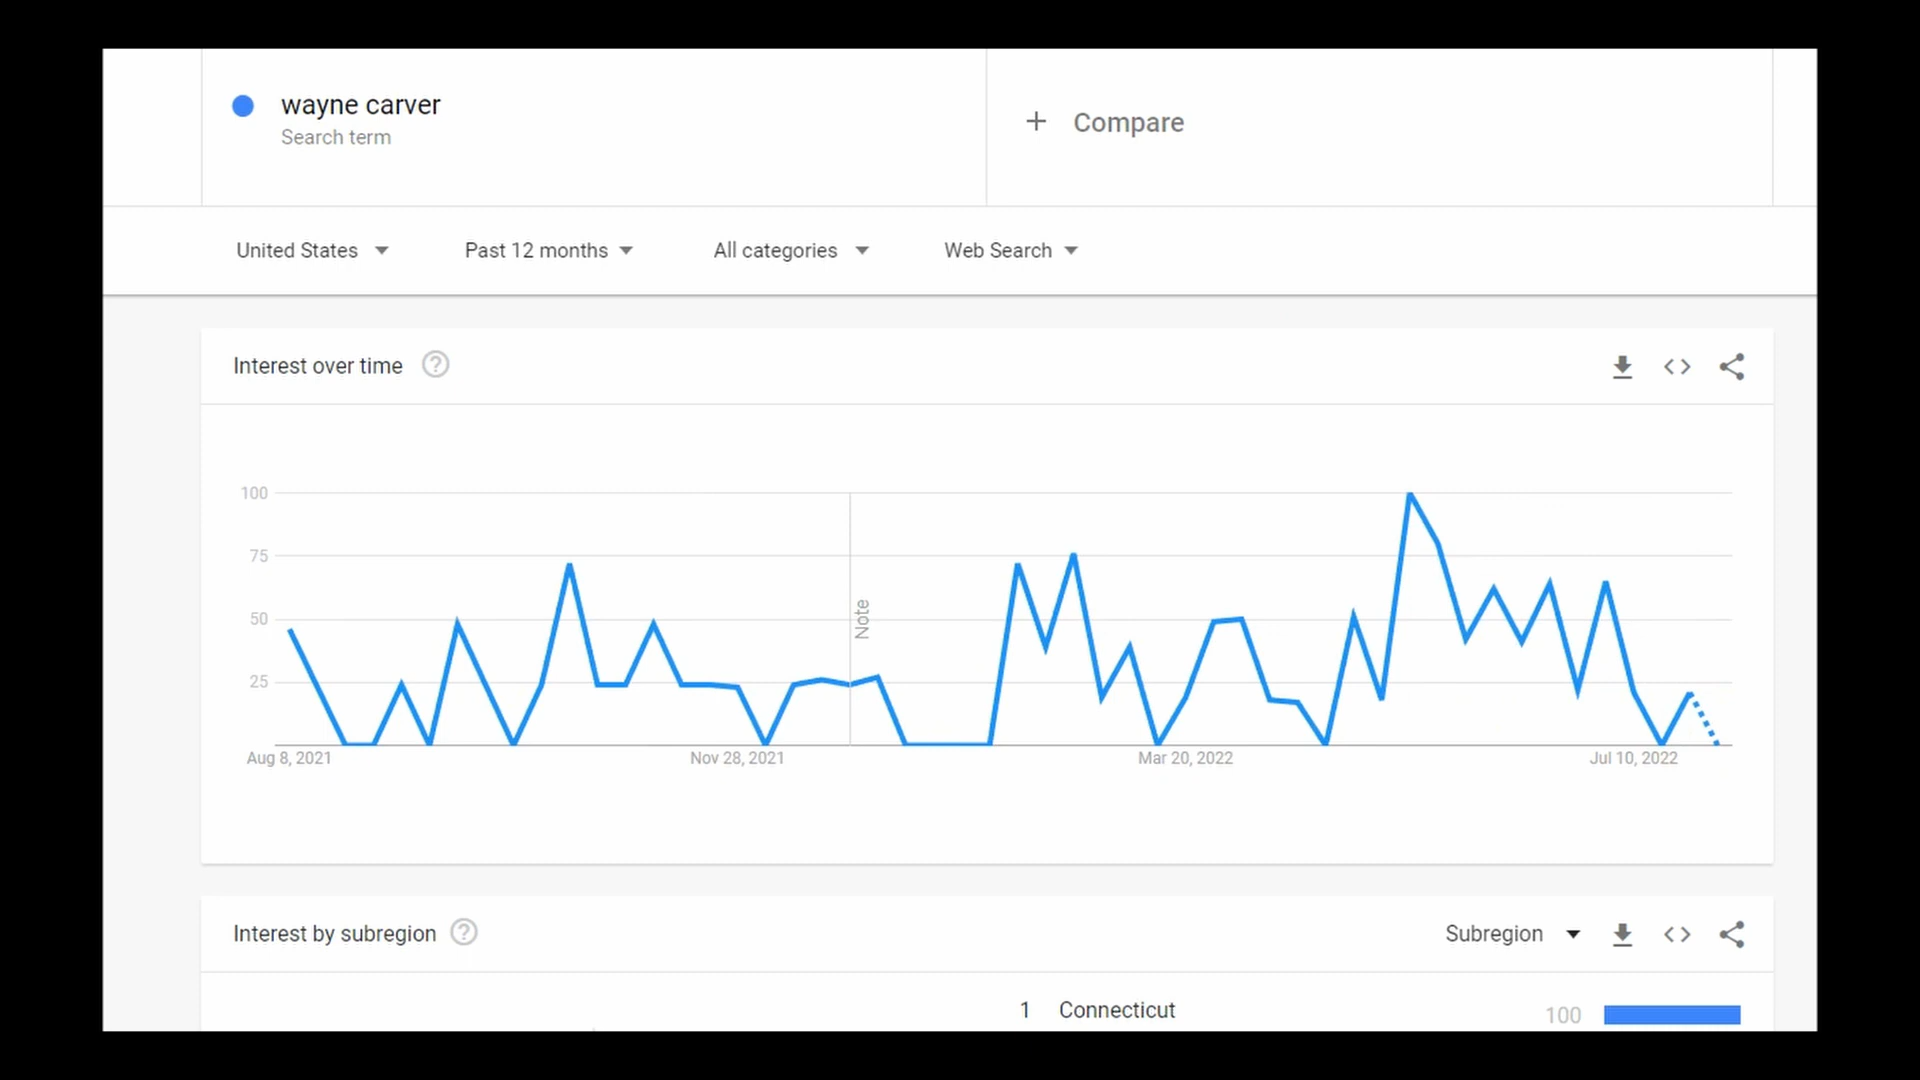 wayne carver
Search term
+ Compare
United States
Past 12 months
All categories
Web Search
Interest over time ?
100
75
50
25
Note
Aug 8, 2021
Nov 28, 2021
Mar 20, 2022
Jul 10, 2022
Interest by subregion ?
Subregion
1 Connecticut 100